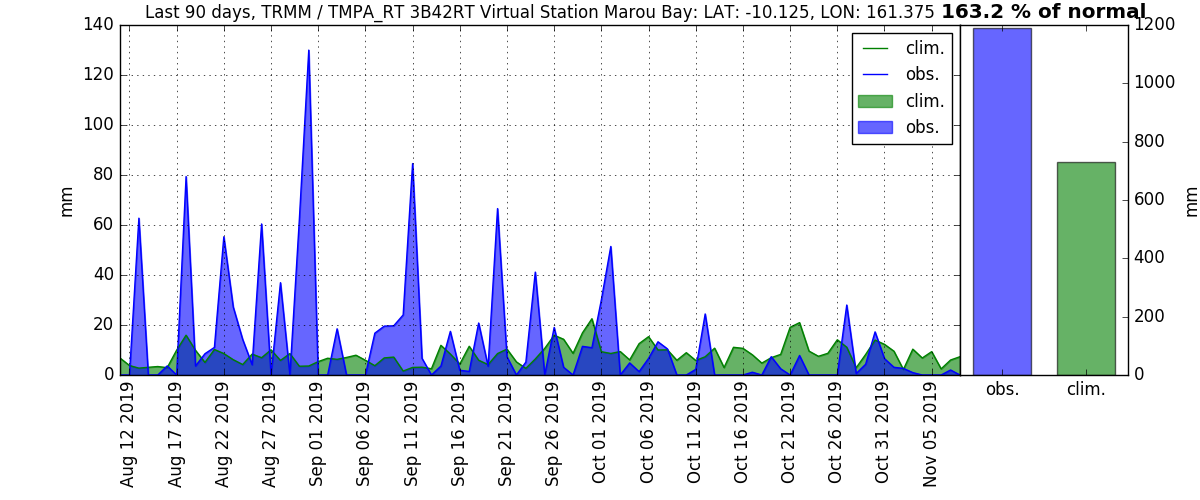 Last 90 days, TRMM / TMPA_RT 3B42RT Virtual Station Marou Bay: LAT: -10.125, LON: 161.375 163.2 % of normal
140
120
100
80
60
40
20
0
mm
clim.
obs.
clim.
obs.
Aug 12 2019
Aug 17 2019
Aug 22 2019
Aug 27 2019
Sep 01 2019
Sep 06 2019
Sep 11 2019
Sep 16 2019
Sep 21 2019
Sep 26 2019
Oct 01 2019
Oct 06 2019
Oct 11 2019
Oct 16 2019
Oct 21 2019
Oct 26 2019
Oct 31 2019
Nov 05 2019
1200
1000
800
600
400
200
0
mm
obs.
clim.